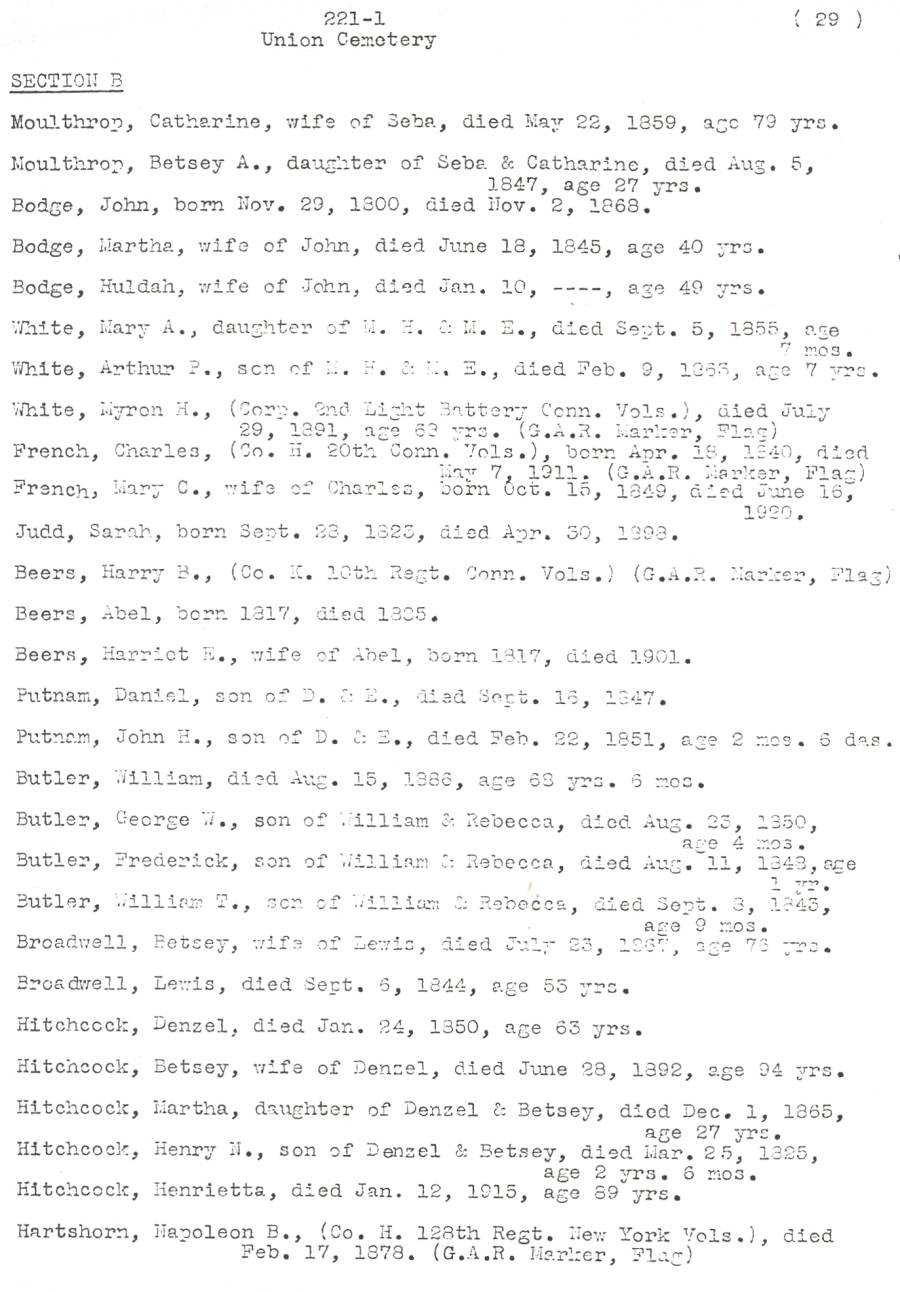 221-1 ( 29 )
Union Cemetery
SECTION B
Moulthrop, Catharine, wife of Seba, died May 22, 1859, age 79 yrs.
Moulthrop, Betsey A., daughter of Seba & Catharine, died Aug. 5,
1847, age 27 yrs.
Bodge, John, born Nov. 29, 1800, died Nov. 2, 1868.
Bodge, Martha, wife of John, died June 18, 1845, age 40 yrs.
Bodge, Huldah, wife of John, died Jan. 10, ----, age 49 yrs.
White, Mary A., daughter of M. H. & M. E., died Sept. 5, 1855, age
7 mos.
White, Arthur P., son of M. H. & M. E., died Feb. 9, 1863, age 7 yrs.
White, Myron H., (Corp. 2nd Light Battery Conn. Vols.), died July
29, 1891, age 63 yrs. (G.A.R. Marker, Flag)
French, Charles, (Co. H. 20th Conn. Vols.), born Apr. 18, 1840, died
May 7, 1911. (G.A.R. Marker, Flag)
French, Mary C., wife of Charles, born Oct. 15, 1849, died June 16,
1920.
Judd, Sarah, born Sept. 28, 1823, died Apr. 30, 1898.
Beers, Harry B., (Co. K. 10th Regt. Conn. Vols.) (G.A.R. Marker, Flag)
Beers, Abel, born 1817, died 1895.
Beers, Harriet E., wife of Abel, born 1817, died 1901.
Putnam, Daniel, son of D. & E., died Sept. 16, 1847.
Putnam, John H., son of D. & E., died Feb. 22, 1851, age 2 mos. 6 das.
Butler, William, died Aug. 15, 1886, age 68 yrs. 6 mos.
Butler, George W., son of William & Rebecca, died Aug. 23, 1850,
age 4 mos.
Butler, Frederick, son of William & Rebecca, died Aug. 11, 1848, age
1 yr.
Butler, William T., son of William & Rebecca, died Sept. 3, 1843,
age 9 mos.
Broadwell, Betsey, wife of Lewis, died July 23, 1867, age 73 yrs.
Broadwell, Lewis, died Sept. 6, 1844, age 53 yrs.
Hitchcock, Denzel, died Jan. 24, 1850, age 63 yrs.
Hitchcock, Betsey, wife of Denzel, died June 28, 1892, age 94 yrs.
Hitchcock, Martha, daughter of Denzel & Betsey, died Dec. 1, 1865,
age 27 yrs.
Hitchcock, Henry N., son of Denzel & Betsey, died Mar. 25, 1825,
age 2 yrs. 6 mos.
Hitchcock, Henrietta, died Jan. 12, 1915, age 89 yrs.
Hartshorn, Napoleon B., (Co. H. 128th Regt. New York Vols.), died
Feb. 17, 1878. (G.A.R. Marker, Flag)